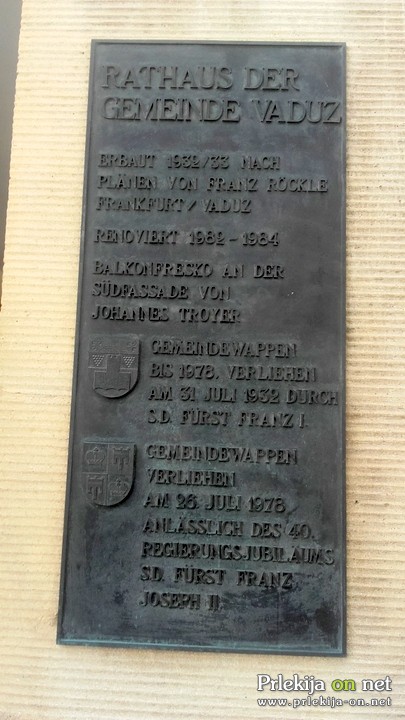 RATHAUS DER
GEMEINDE VADUZ
ERBAUT 1932/33 NACH
PLÄNEN VON FRANZ RÖCKLE
FRANKFURT/VADUZ
RENOVIERT 1982-1984
BALKONFRESKO AN DER
SÜDFASSADE VON
JOHANNES TROYER
GEMEINDEWAPPEN
BIS 1978. VERLIEHEN
AM 31. JULI 1932 DURCH
S.D. FÜRST FRANZ I.
GEMEINDEWAPPEN
VERLIEHEN
AM 26. JULI 1978
ANLÄSSLICH DES 40.
REGIERUNGSJUBILÄUMS
S.D. FÜRST FRANZ
JOSEPH II.
Prlekija on net
www.prlekija-on.net